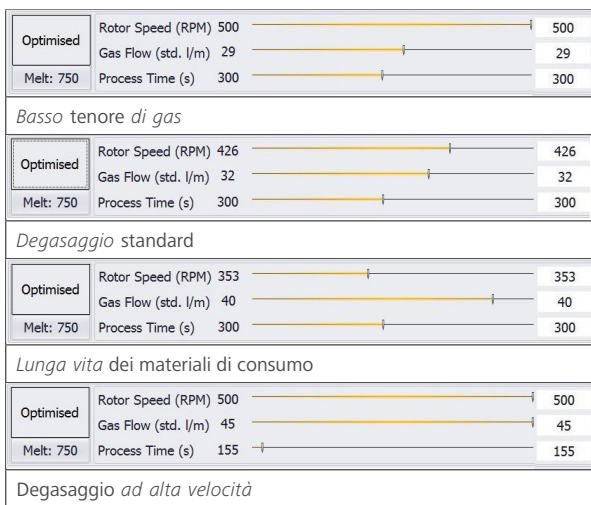 Optimised
Rotor Speed (RPM) 500 500
Gas Flow (std. l/m) 29 29
Melt: 750 Process Time (s) 300 300
Basso tenore di gas
Optimised
Rotor Speed (RPM) 426 426
Gas Flow (std. l/m) 32 32
Melt: 750 Process Time (s) 300 300
Degasaggio standard
Optimised
Rotor Speed (RPM) 353 353
Gas Flow (std. l/m) 40 40
Melt: 750 Process Time (s) 300 300
Lunga vita dei materiali di consumo
Optimised
Rotor Speed (RPM) 500 500
Gas Flow (std. l/m) 45 45
Melt: 750 Process Time (s) 155 155
Degasaggio ad alta velocità